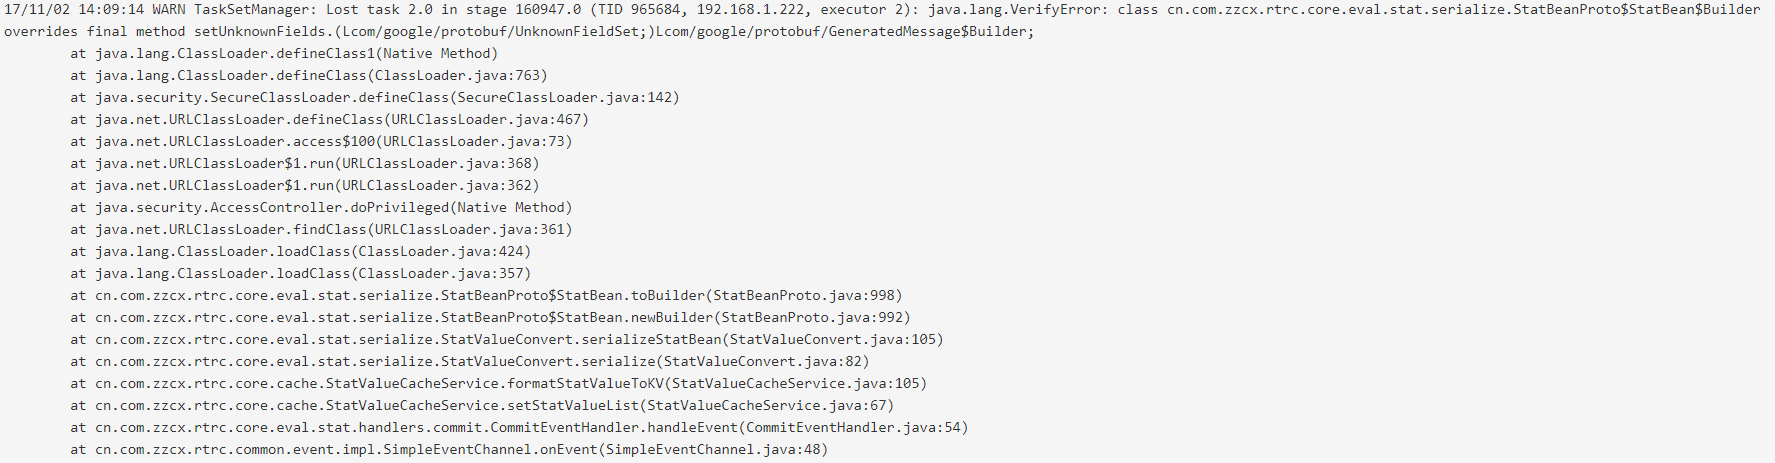 17/11/02 14:09:14 WARN TaskSetManager: Lost task 2.0 in stage 160947.0 (TID 965684, 192.168.1.222, executor 2): java.lang.VerifyError: class cn.com.zzcx.rtrc.core.eval.stat.serialize.StatBeanProto$StatBean$Builder
overrides final method setUnknownFields.(Lcom/google/protobuf/UnknownFieldSet;)Lcom/google/protobuf/GeneratedMessage$Builder;
at java.lang.ClassLoader.defineClass1(Native Method)
at java.lang.ClassLoader.defineClass(ClassLoader.java:763)
at java.security.SecureClassLoader.defineClass(SecureClassLoader.java:142)
at java.net.URLClassLoader.defineClass(URLClassLoader.java:467)
at java.net.URLClassLoader.access$100(URLClassLoader.java:73)
at java.net.URLClassLoader$1.run(URLClassLoader.java:368)
at java.net.URLClassLoader$1.run(URLClassLoader.java:362)
at java.security.AccessController.doPrivileged(Native Method)
at java.net.URLClassLoader.findClass(URLClassLoader.java:361)
at java.lang.ClassLoader.loadClass(ClassLoader.java:424)
at java.lang.ClassLoader.loadClass(ClassLoader.java:357)
at cn.com.zzcx.rtrc.core.eval.stat.serialize.StatBeanProto$StatBean.toBuilder(StatBeanProto.java:998)
at cn.com.zzcx.rtrc.core.eval.stat.serialize.StatBeanProto$StatBean.newBuilder(StatBeanProto.java:992)
at cn.com.zzcx.rtrc.core.eval.stat.serialize.StatValueConvert.serializeStatBean(StatValueConvert.java:105)
at cn.com.zzcx.rtrc.core.eval.stat.serialize.StatValueConvert.serialize(StatValueConvert.java:82)
at cn.com.zzcx.rtrc.core.cache.StatValueCacheService.formatStatValueToKV(StatValueCacheService.java:105)
at cn.com.zzcx.rtrc.core.cache.StatValueCacheService.setStatValueList(StatValueCacheService.java:67)
at cn.com.zzcx.rtrc.core.eval.stat.handlers.commit.CommitEventHandler.handleEvent(CommitEventHandler.java:54)
at cn.com.zzcx.rtrc.common.event.impl.SimpleEventChannel.onEvent(SimpleEventChannel.java:48)